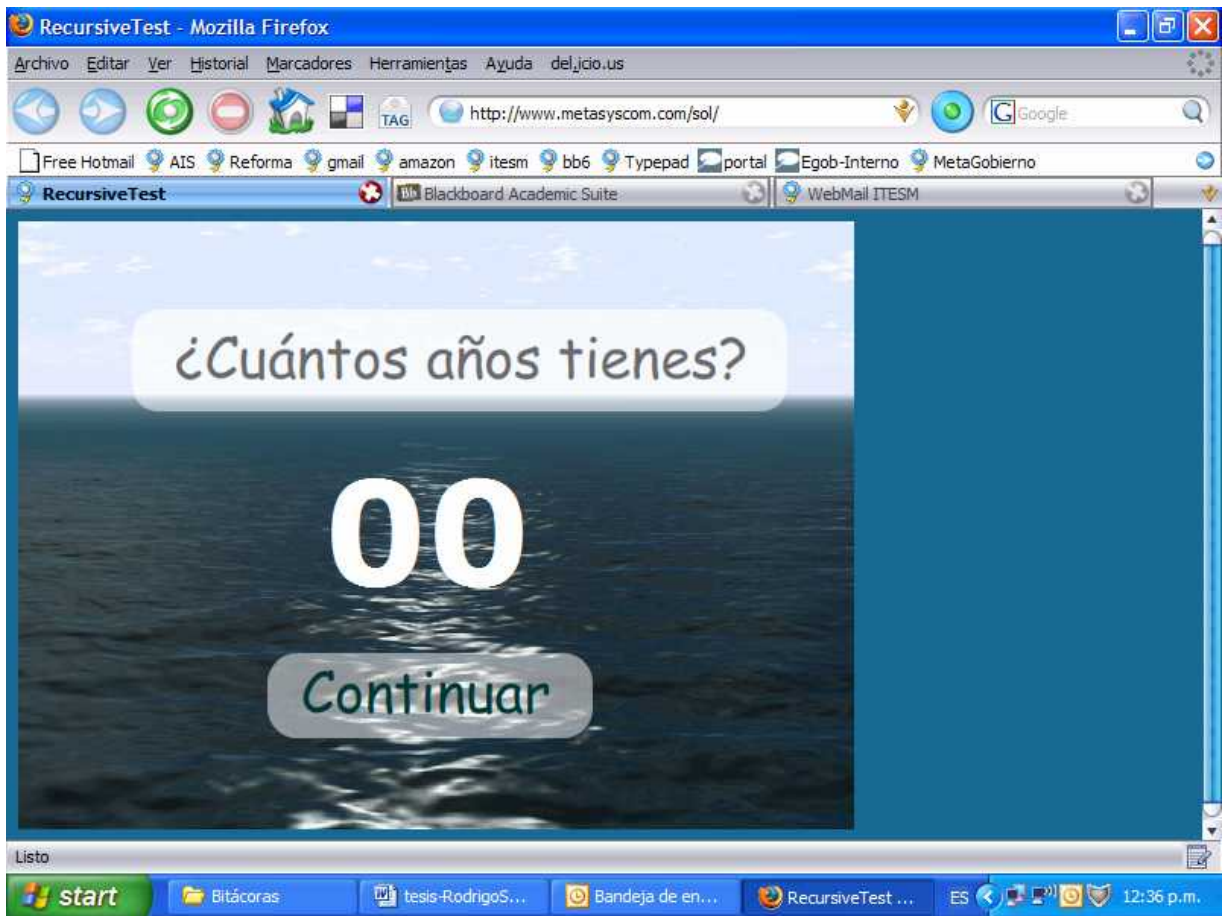 RecursiveTest - Mozilla Firefox
Archivo Editar Ver Historial Marcadores Herramientas Ayuda del.icio.us
TAG http://www.metasyscom.com/sol/ G Google
Free Hotmail AIS Reforma gmail amazon itesm bb6 Typepad portal Egob-Interno MetaGobierno
RecursiveTest Bb Blackboard Academic Suite WebMail ITESM
¿Cuántos años tienes?
00
Continuar
Listo
start Bitácoras tesis-RodrigoS... Bandeja de en... RecursiveTest ... ES 12:36 p.m.